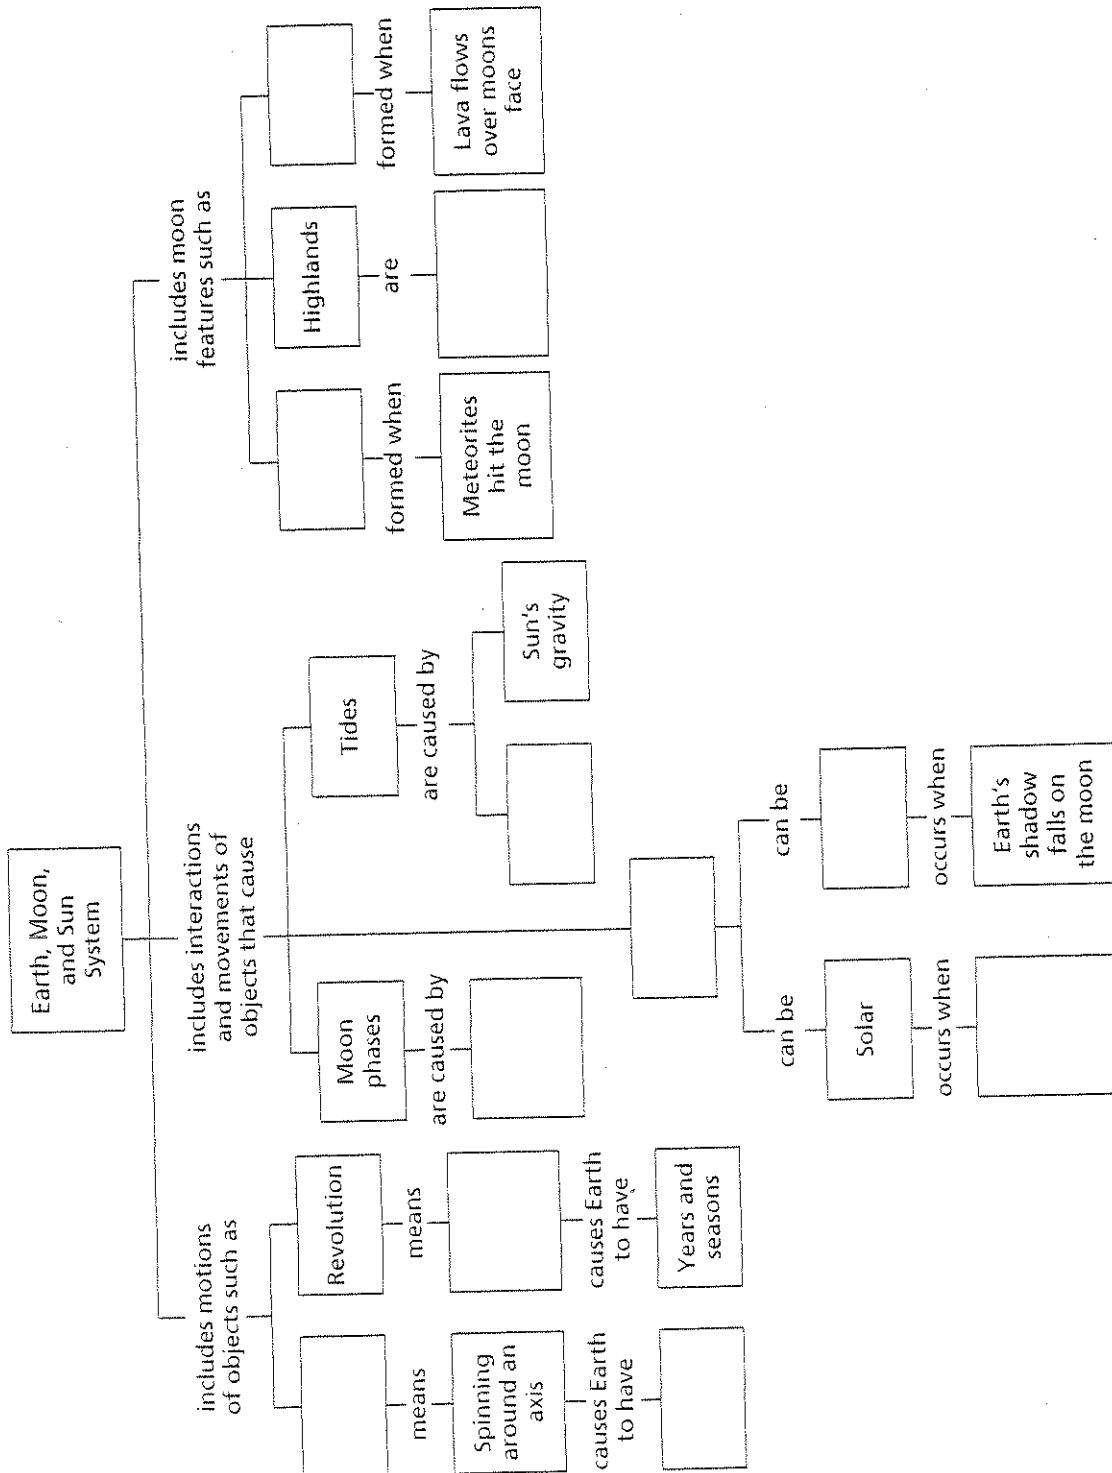 Earth, Moon,
and Sun
System
includes motions
of objects such as
means
Spinning
around an
axis
causes Earth
to have
Revolution
means
causes Earth
to have
Years and
seasons
includes interactions
and movements of
objects that cause
Moon
phases
are caused by
Tides
are caused by
Sun's
gravity
can be
Solar
occurs when
can be
occurs when
Earth's
shadow
falls on
the moon
includes moon
features such as
formed when
Meteorites
hit the
moon
Highlands
are
formed when
Lava flows
over moons
face